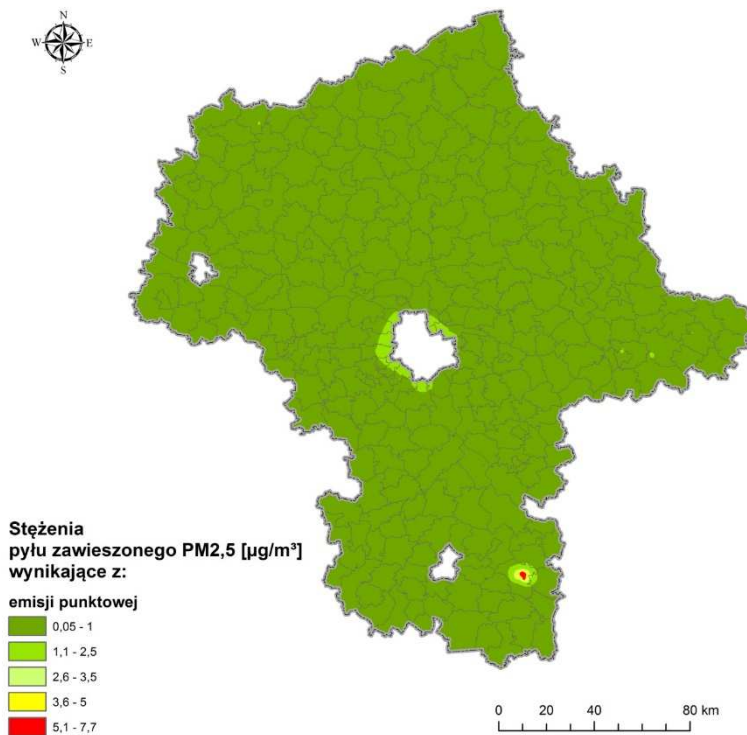 N
W E
S
Stężenia
pyłu zawieszonego PM2,5 [µg/m³]
wynikające z:
emisji punktowej
0,05 - 1
1,1 - 2,5
2,6 - 3,5
3,6 - 5
5,1 - 7,7
0 20 40 80 km